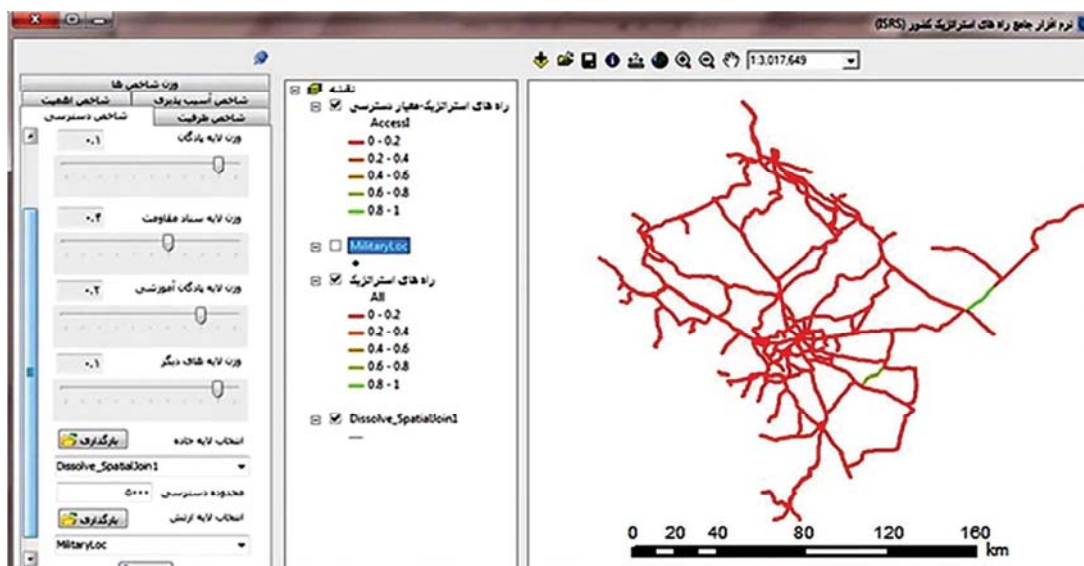 نرم افزار جامع راه های استراتژیک کشور (ISRS)
1:3,017,649
وزن شاخص ها
شاخص آسیب پذیری
شاخص اهمیت
شاخص ظرفیت
شاخص دسترسی
وزن لایه پادگان
۰.۱
وزن لایه ستاد مقاومت
۰.۴
وزن لایه پادگان آموزشی
۰.۲
وزن لایه های دیگر
۰.۱
انتخاب لایه جاده
بارگذاری
Dissolve_SpatialJoin1
محدوده دسترسی
۵۰۰۰
انتخاب لایه ارتش
بارگذاری
MilitaryLoc
نقشه
راه های استراتژیک-معیار دسترسی
AccessI
0 - 0.2
0.2 - 0.4
0.4 - 0.6
0.6 - 0.8
0.8 - 1
MilitaryLoc
راه های استراتژیک
All
0 - 0.2
0.2 - 0.4
0.4 - 0.6
0.6 - 0.8
0.8 - 1
Dissolve_SpatialJoin1
0 20 40 80 120 160
km